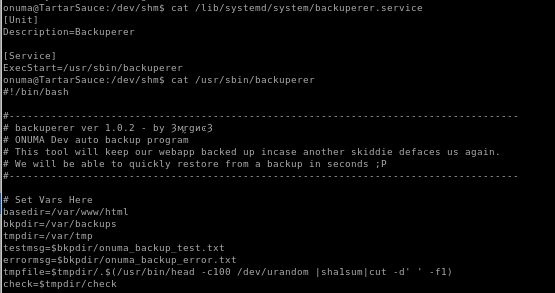 onuma@TartarSauce:/dev/shm$ cat /lib/systemd/system/backuperer.service
[Unit]
Description=Backuperer
[Service]
ExecStart=/usr/sbin/backuperer
onuma@TartarSauce:/dev/shm$ cat /usr/sbin/backuperer
#!/bin/bash
#-------------------------------------------------------------------------------------
# backuperer ver 1.0.2 - by ȜӎŗgͷͼȜ
# ONUMA Dev auto backup program
# This tool will keep our webapp backed up incase another skiddie defaces us again.
# We will be able to quickly restore from a backup in seconds ;P
#-------------------------------------------------------------------------------------
# Set Vars Here
basedir=/var/www/html
bkpdir=/var/backups
tmpdir=/var/tmp
testmsg=$bkpdir/onuma_backup_test.txt
errormsg=$bkpdir/onuma_backup_error.txt
tmpfile=$tmpdir/.$(/usr/bin/head -c100 /dev/urandom |sha1sum|cut -d' ' -f1)
check=$tmpdir/check